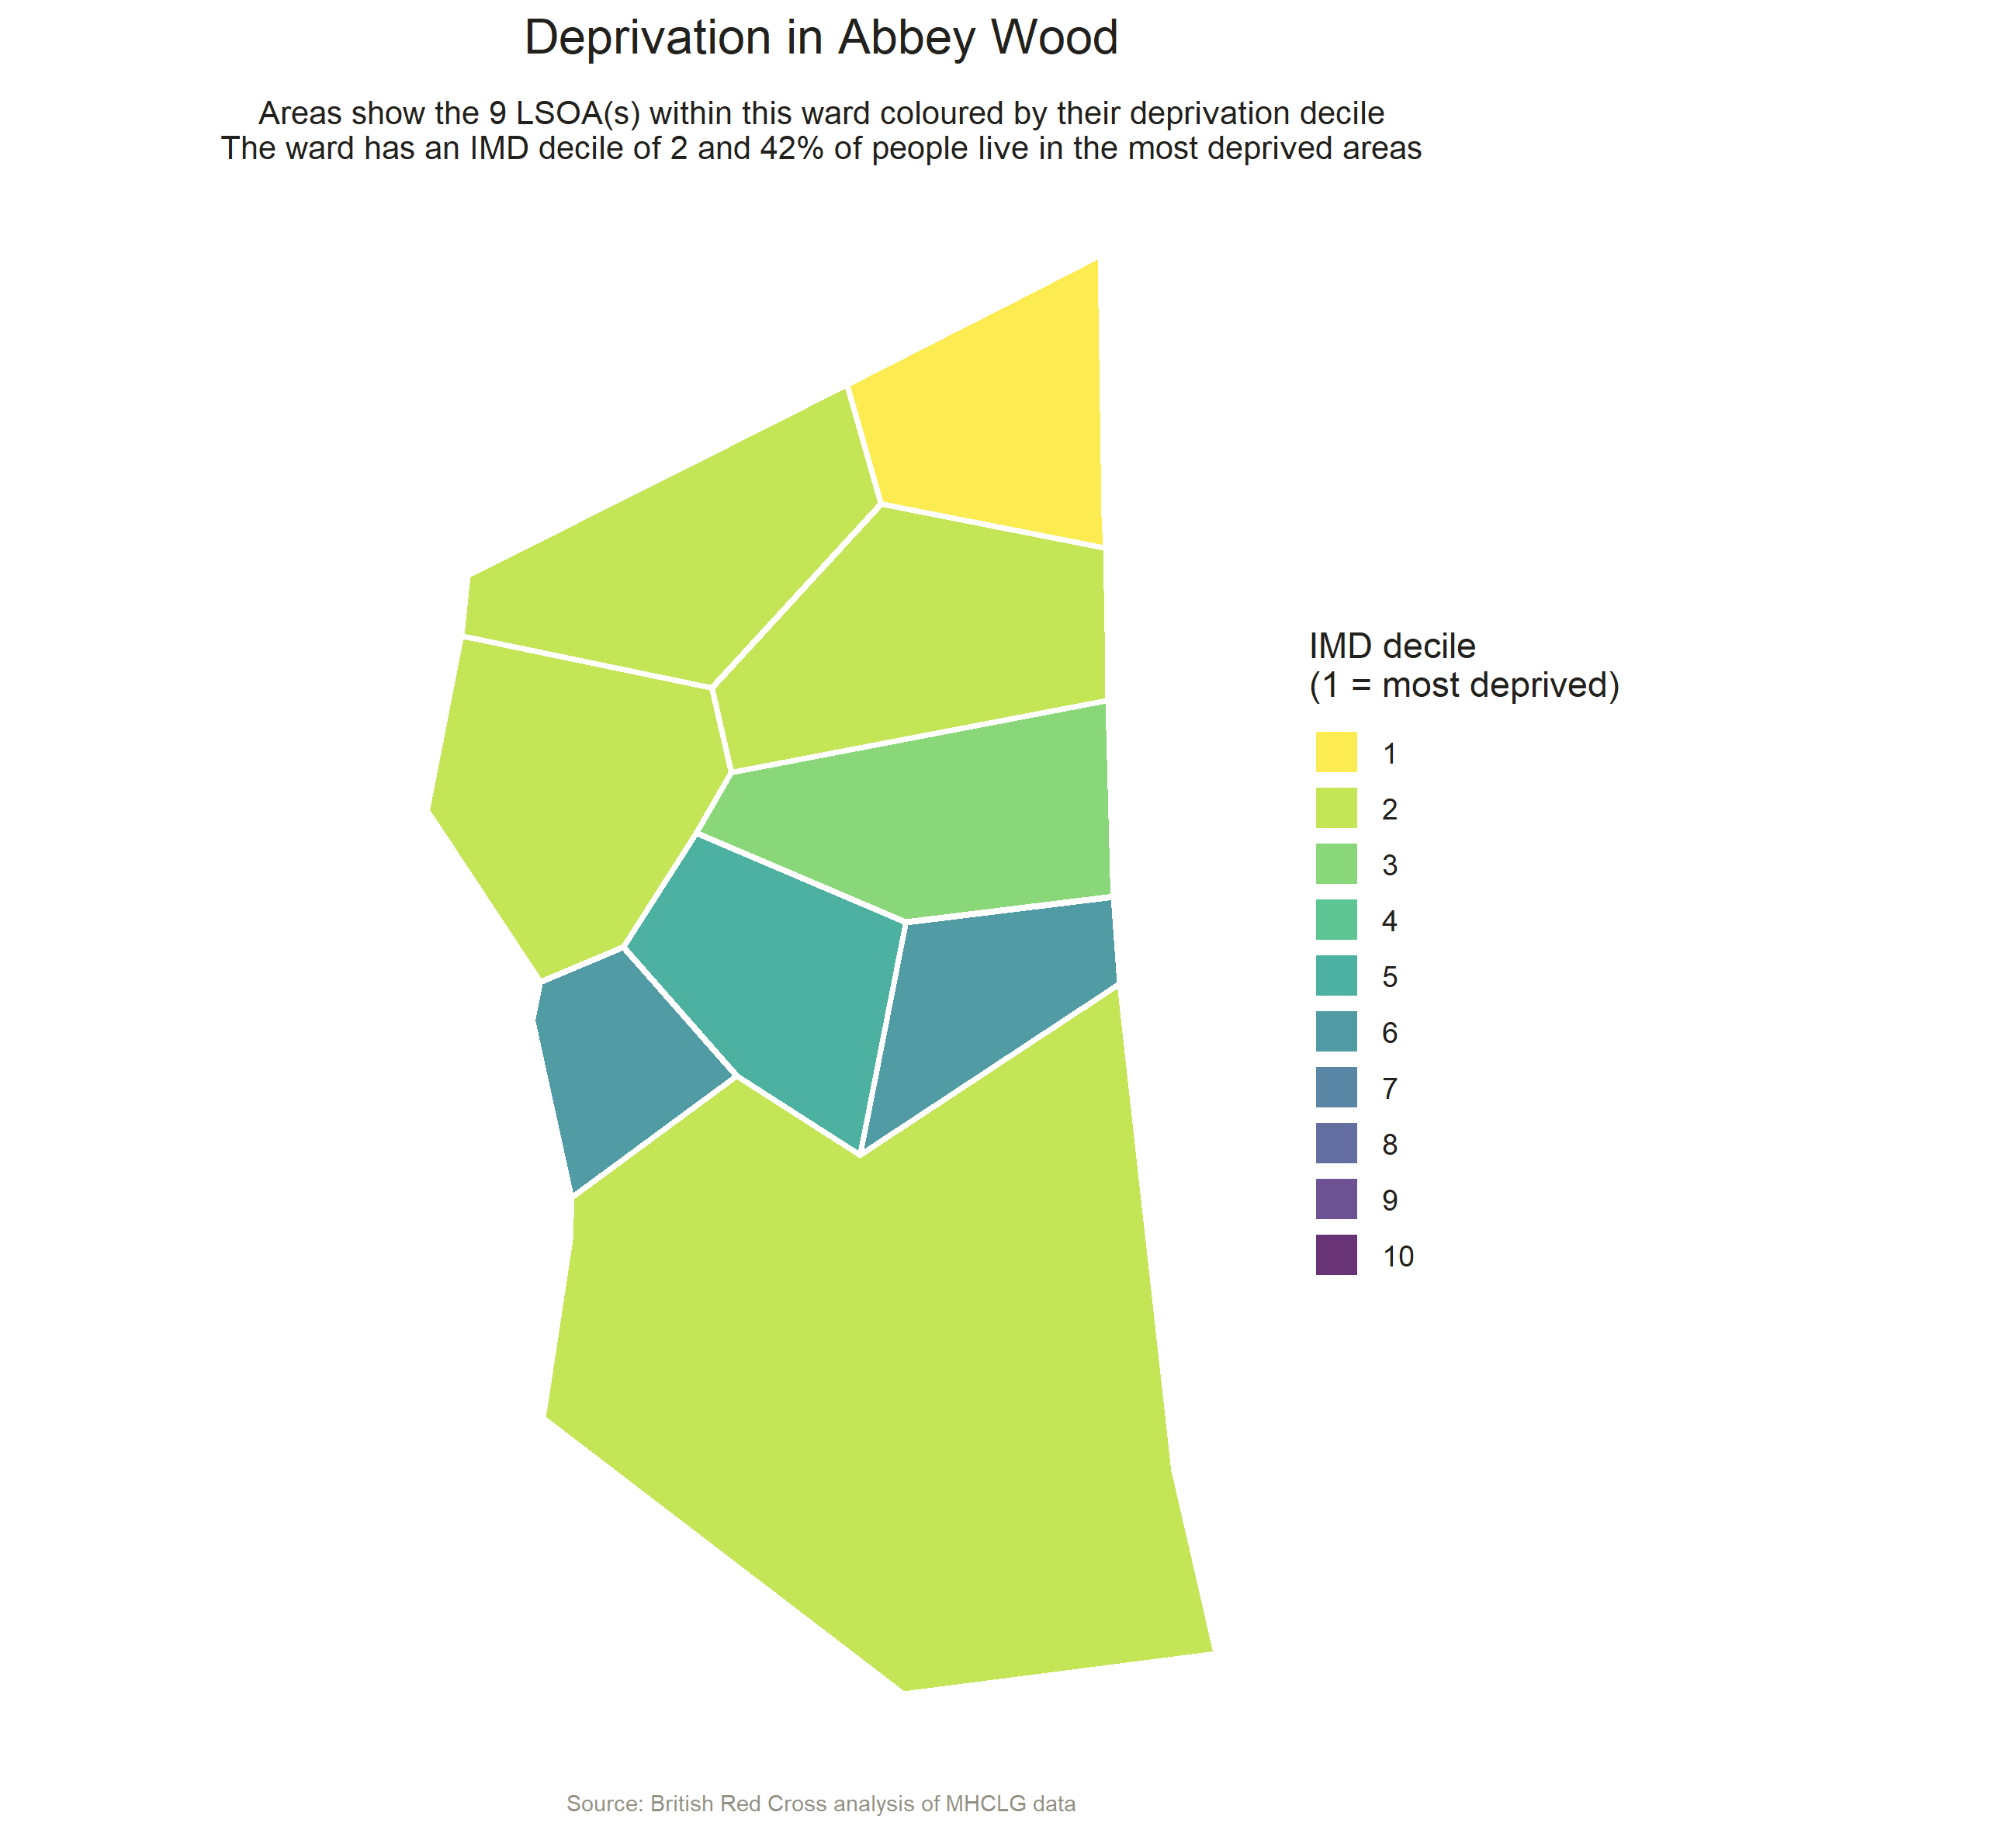 Deprivation in Abbey Wood
Areas show the 9 LSOA(s) within this ward coloured by their deprivation decile
The ward has an IMD decile of 2 and 42% of people live in the most deprived areas
IMD decile
(1 = most deprived)
1
2
3
4
5
6
7
8
9
10
Source: British Red Cross analysis of MHCLG data